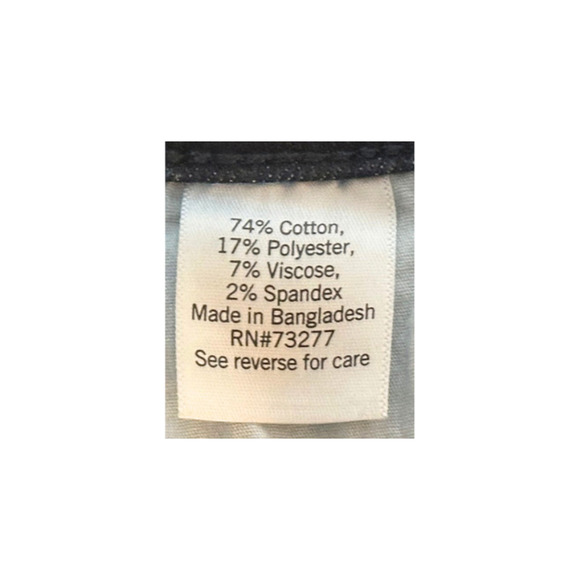 74% Cotton,
17% Polyester,
7% Viscose,
2% Spandex
Made in Bangladesh
RN#73277
See reverse for care